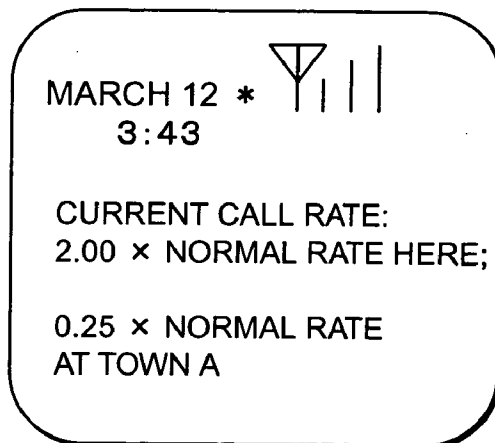 MARCH 12 *
3:43
CURRENT CALL RATE:
2.00 × NORMAL RATE HERE;
0.25 × NORMAL RATE
AT TOWN A